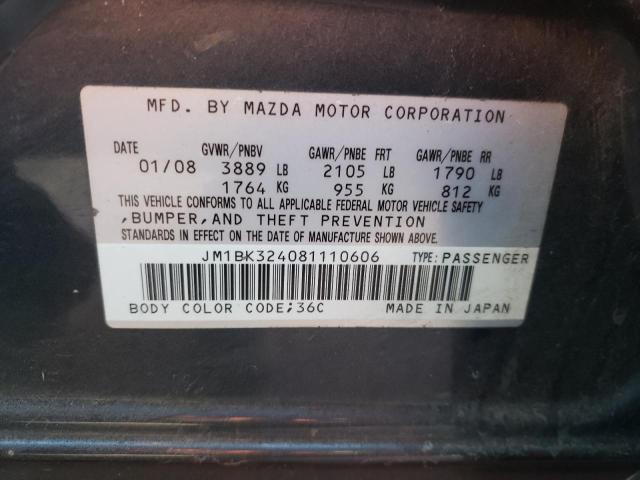 MFD. BY MAZDA MOTOR CORPORATION
DATE GVWR/PNBV GAWR/PNBE FRT GAWR/PNBE RR
01/08 3889 LB 2105 LB 1790 LB
1764 KG 955 KG 812 KG
THIS VEHICLE CONFORMS TO ALL APPLICABLE FEDERAL MOTOR VEHICLE SAFETY
,BUMPER,AND THEFT PREVENTION
STANDARDS IN EFFECT ON THE DATE OF MANUFACTURE SHOWN ABOVE.
JM1BK324081110606 TYPE:PASSENGER
BODY COLOR CODE;36C MADE IN JAPAN